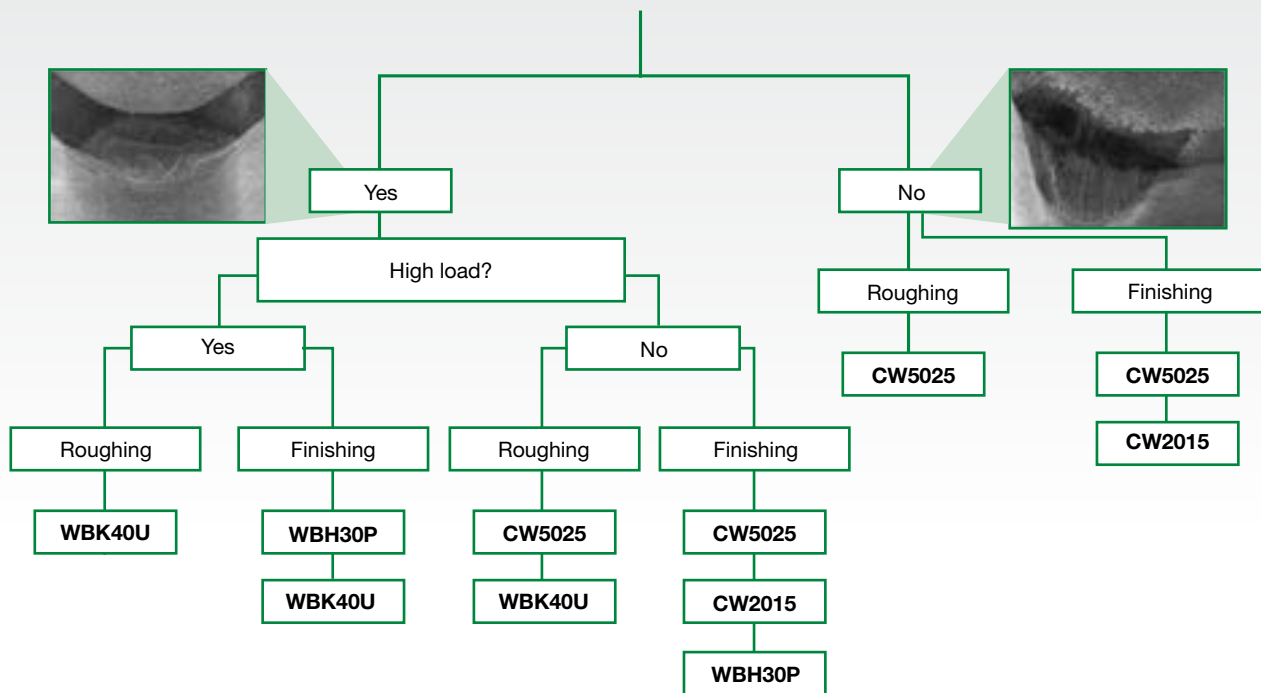 Yes
No
High load?
Roughing
Finishing
Yes
No
CW5025
CW5025
CW2015
Roughing
Finishing
Roughing
Finishing
WBK40U
WBH30P
CW5025
CW5025
WBK40U
WBK40U
CW2015
WBH30P